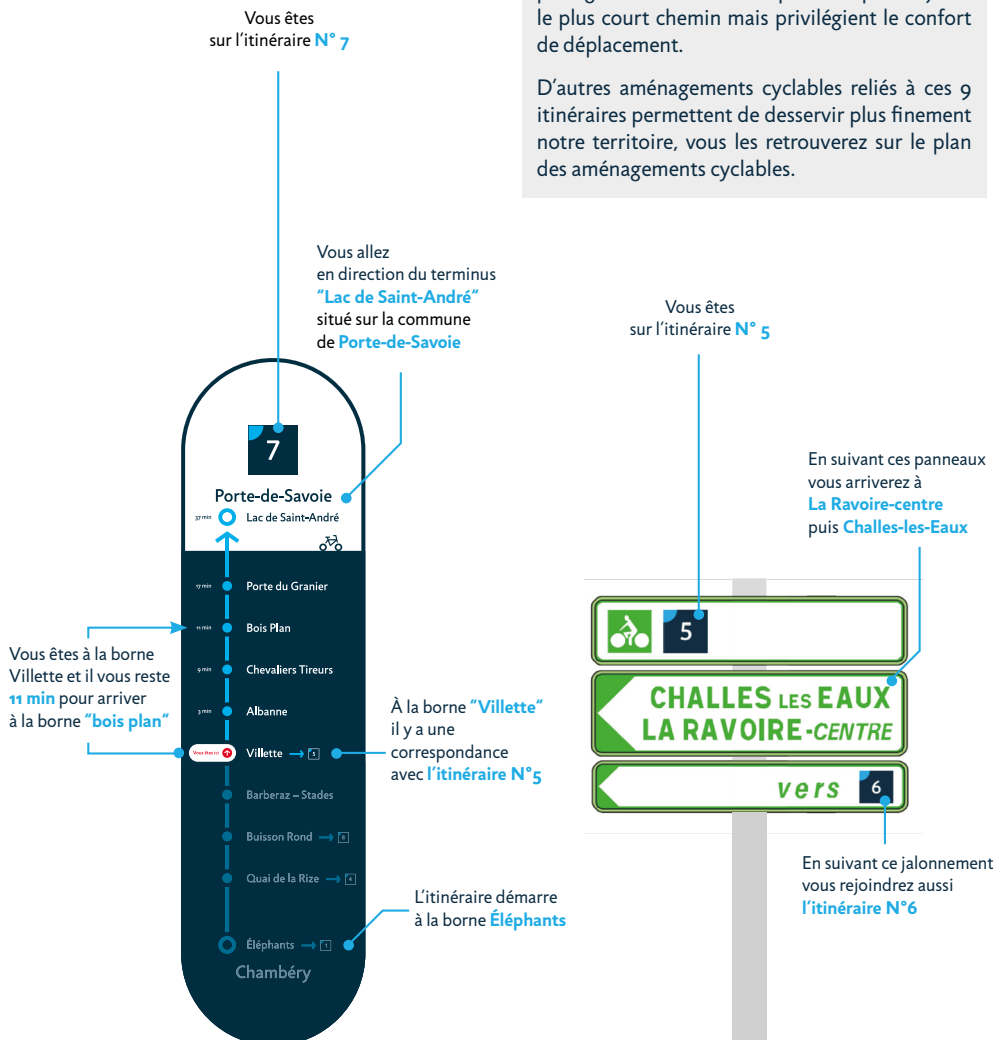 Vous êtes
sur l'itinéraire N° 7
le plus court chemin mais privilégient le confort
de déplacement.
D'autres aménagements cyclables reliés à ces 9
itinéraires permettent de desservir plus finement
notre territoire, vous les retrouverez sur le plan
des aménagements cyclables.
Vous allez
en direction du terminus
"Lac de Saint-André"
situé sur la commune
de Porte-de-Savoie
7
Porte-de-Savoie
37 min Lac de Saint-André
17 min Porte du Granier
11 min Bois Plan
9 min Chevaliers Tireurs
3 min Albanne
Vous êtes ici Villette → 5
Barberaz – Stades
Buisson Rond → 8
Quai de la Rize → 4
Éléphants → 1
Chambéry
Vous êtes à la borne
Villette et il vous reste
11 min pour arriver
à la borne "bois plan"
À la borne "Villette"
il y a une
correspondance
avec l'itinéraire N°5
L'itinéraire démarre
à la borne Éléphants
Vous êtes
sur l'itinéraire N° 5
En suivant ces panneaux
vous arriverez à
La Ravoire-centre
puis Challes-les-Eaux
5
CHALLES LES EAUX
LA RAVOIRE-CENTRE
vers 6
En suivant ce jalonnement
vous rejoindrez aussi
l'itinéraire N°6